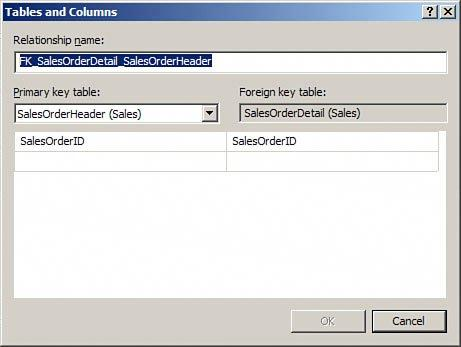 Tables and Columns
Relationship name:
FK_SalesOrderDetail_SalesOrderHeader
Primary key table: Foreign key table:
SalesOrderHeader (Sales) SalesOrderDetail (Sales)
SalesOrderID SalesOrderID
OK Cancel